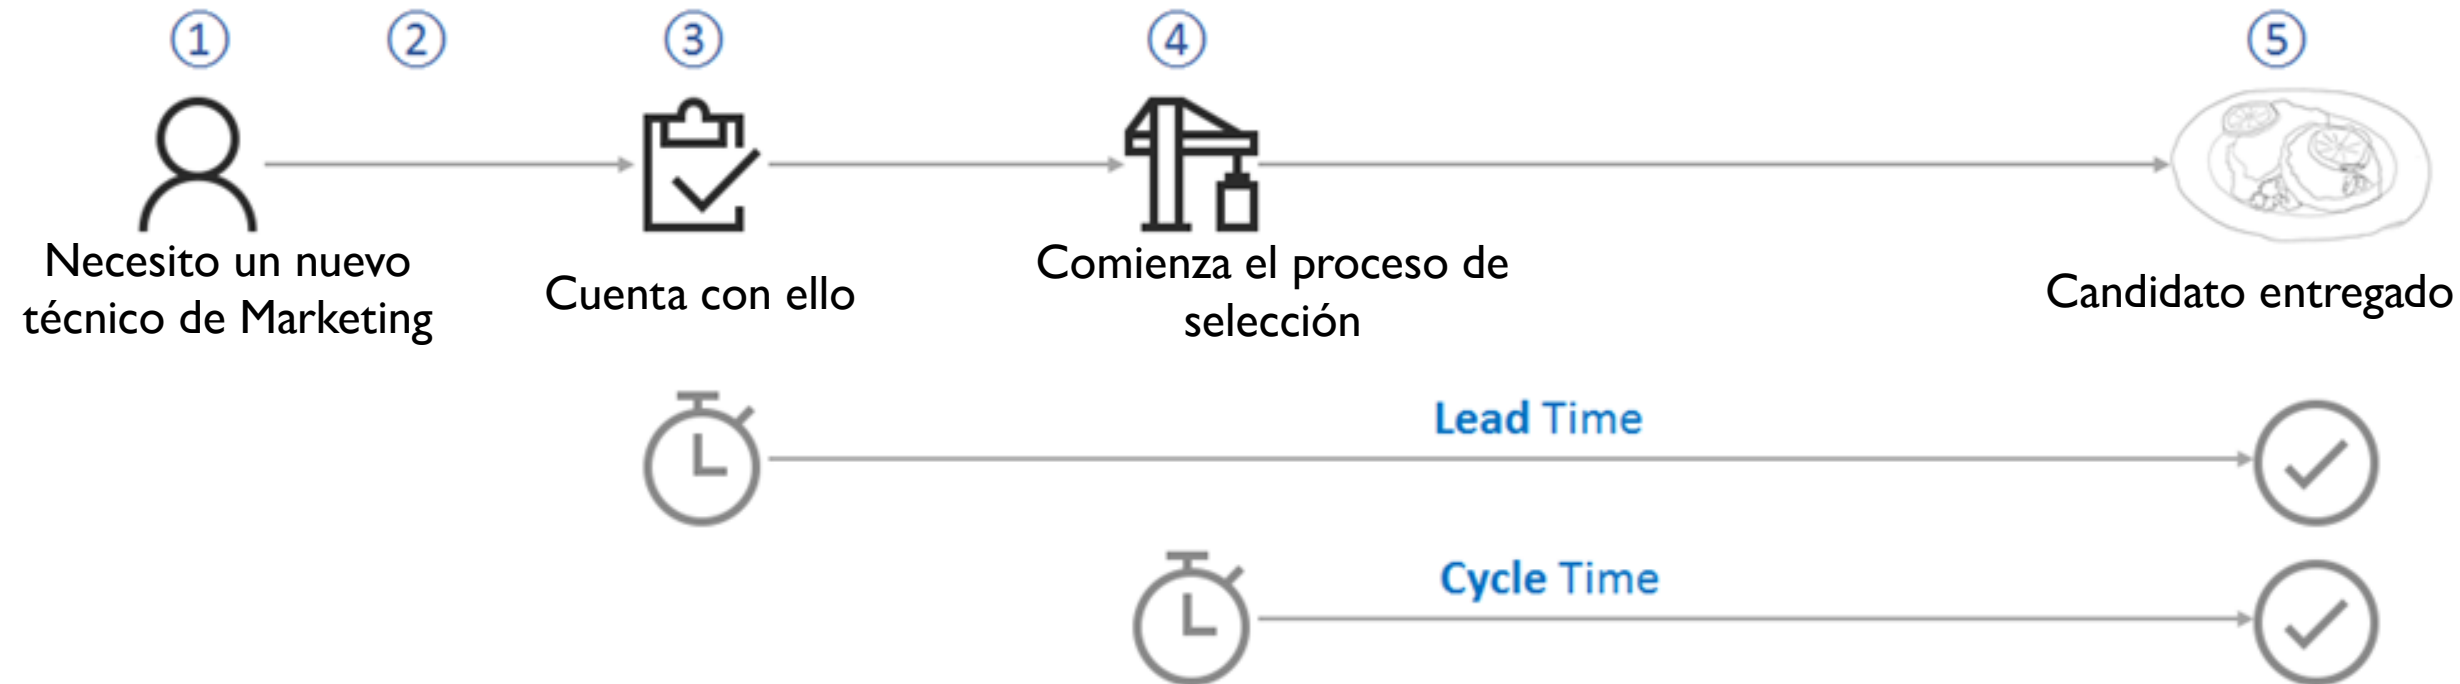 1
2
3
4
5
Necesito un nuevo
técnico de Marketing
Cuenta con ello
Comienza el proceso de
selección
Candidato entregado
Lead Time
Cycle Time